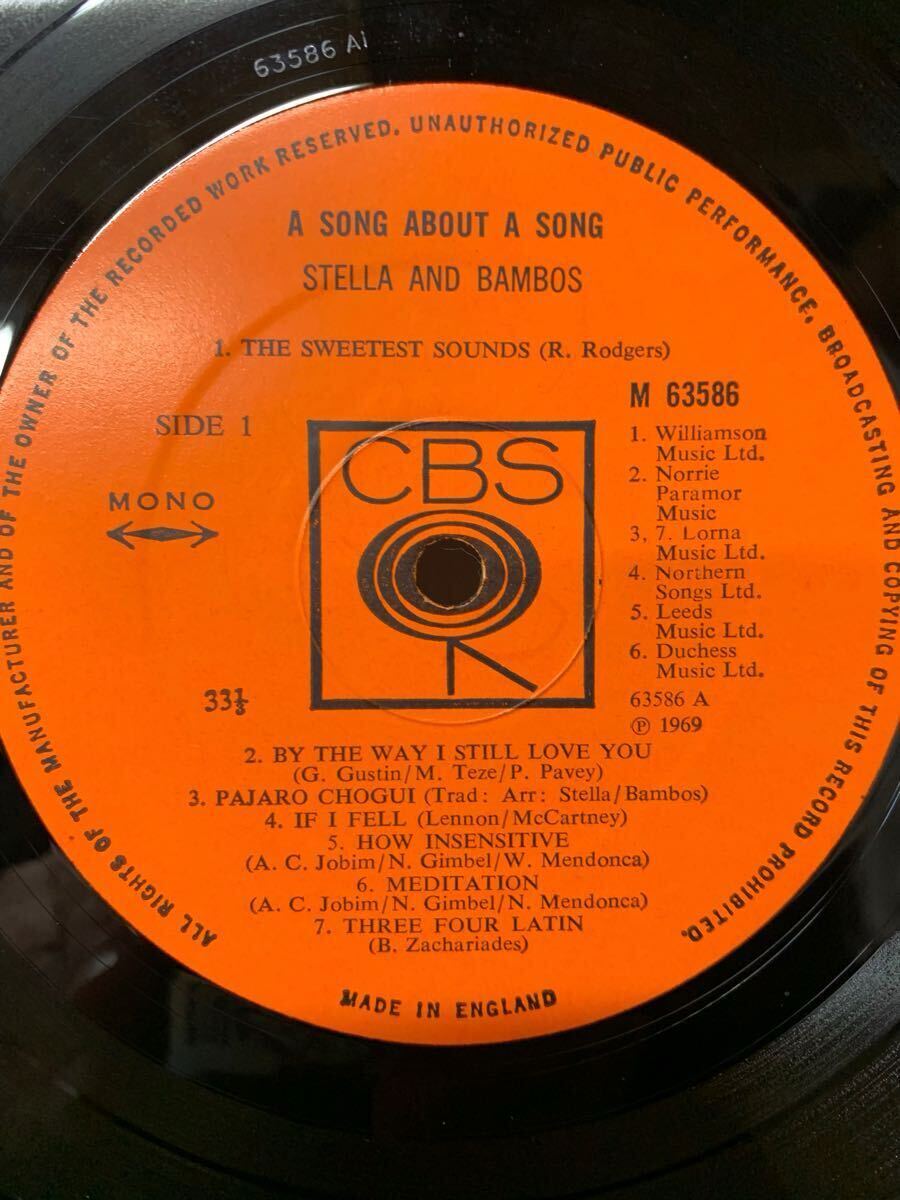 63586 A1
ALL RIGHTS OF THE MANUFACTURER AND OF THE OWNER OF THE RECORDED WORK RESERVED. UNAUTHORIZED PUBLIC PERFORMANCE, BROADCASTING AND COPYING OF THIS RECORD PROHIBITED.
A SONG ABOUT A SONG
STELLA AND BAMBOS
1. THE SWEETEST SOUNDS (R. Rodgers)
SIDE 1
MONO
33⅓
CBS
M 63586
1. Williamson
Music Ltd.
2. Norrie
Paramor
Music
3, 7. Lorna
Music Ltd.
4. Northern
Songs Ltd.
5. Leeds
Music Ltd.
6. Duchess
Music Ltd.
63586 A
℗ 1969
2. BY THE WAY I STILL LOVE YOU
(G. Gustin/M. Teze/P. Pavey)
3. PAJARO CHOGUI (Trad: Arr: Stella/Bambos)
4. IF I FELL (Lennon/McCartney)
5. HOW INSENSITIVE
(A. C. Jobim/N. Gimbel/W. Mendonca)
6. MEDITATION
(A. C. Jobim/N. Gimbel/N. Mendonca)
7. THREE FOUR LATIN
(B. Zachariades)
MADE IN ENGLAND